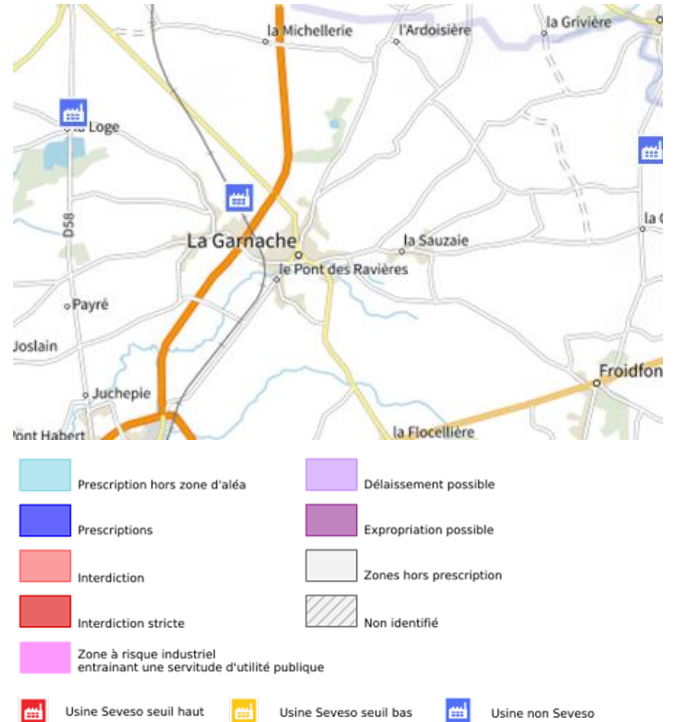 la Michellerie
l'Ardoisière
la Grivière
la Loge
D58
La Garnache
la Sauzaie
le Pont des Ravières
Payré
Joslain
Juchepie
Froidfon
Pont Habert
la Flocellière
Prescription hors zone d'aléa
Délaissement possible
Prescriptions
Expropriation possible
Interdiction
Zones hors prescription
Interdiction stricte
Non identifié
Zone à risque industriel
entrainant une servitude d'utilité publique
Usine Seveso seuil haut
Usine Seveso seuil bas
Usine non Seveso